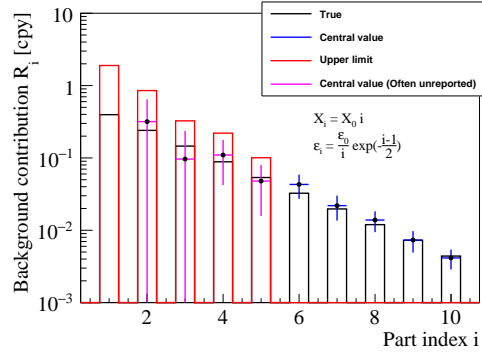 True
Central value
Upper limit
Central value (Often unreported)
X_i = X_0 i
ε_i = ε_0/i exp(-(i-1)/2)
Background contribution R_i [cpy]
10
1
10^−1
10^−2
10^−3
2 4 6 8 10
Part index i